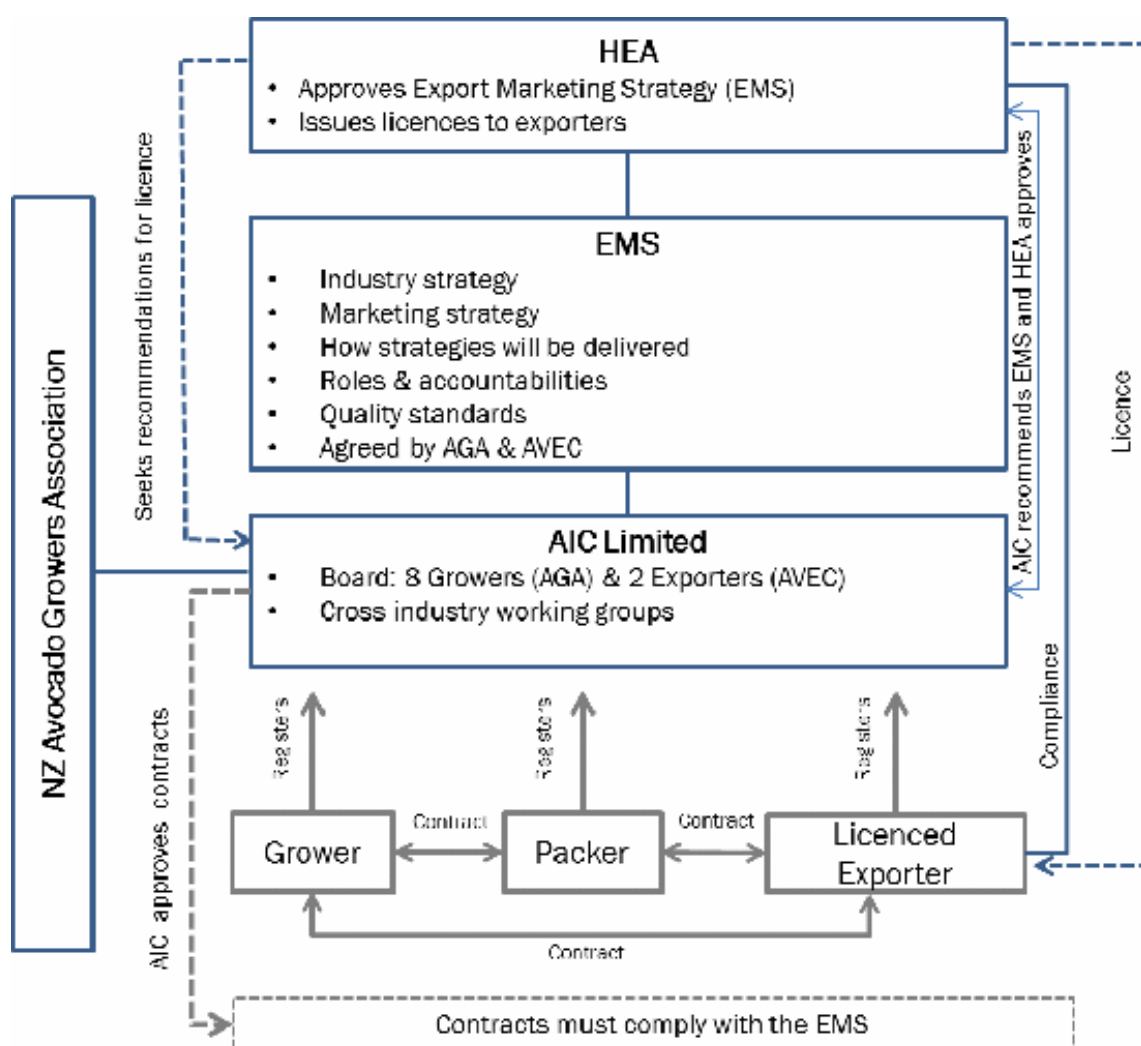 HEA
• Approves Export Marketing Strategy (EMS)
• Issues licences to exporters
Seeks recommendations for licence
EMS
• Industry strategy
• Marketing strategy
• How strategies will be delivered
• Roles & accountabilities
• Quality standards
• Agreed by AGA & AVEC
AIC recommends EMS and HEA approves
Licence
NZ Avocado Growers Association
AIC Limited
• Board: 8 Growers (AGA) & 2 Exporters (AVEC)
• Cross industry working groups
AIC approves contracts
Registers
Registers
Registers
Compliance
Grower
Contract
Packer
Contract
Licenced
Exporter
Contract
Contracts must comply with the EMS